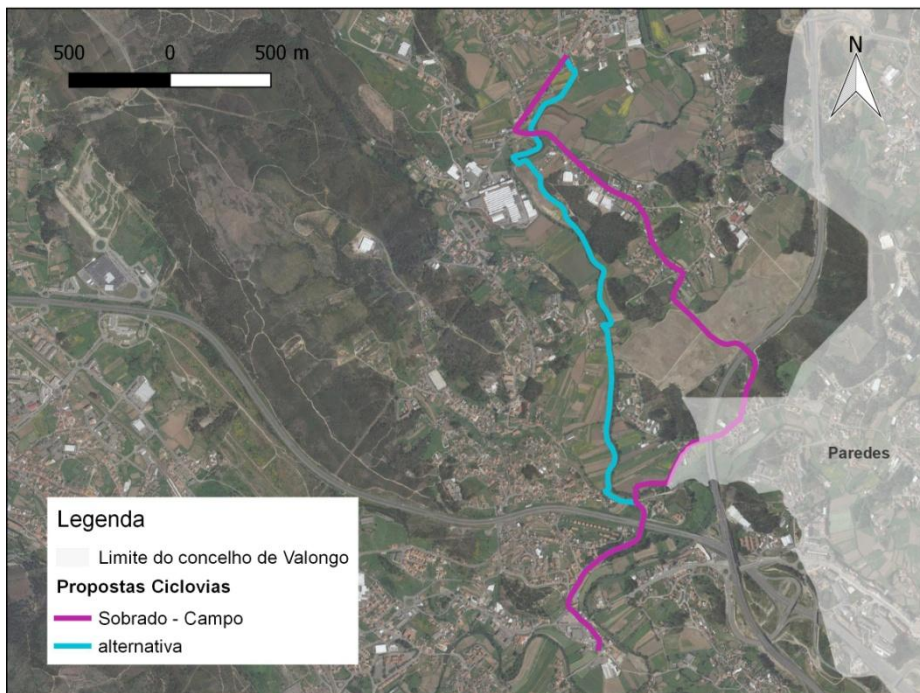 500 0 500 m
N
Paredes
Legenda
Limite do concelho de Valongo
Propostas Ciclovias
Sobrado - Campo
alternativa